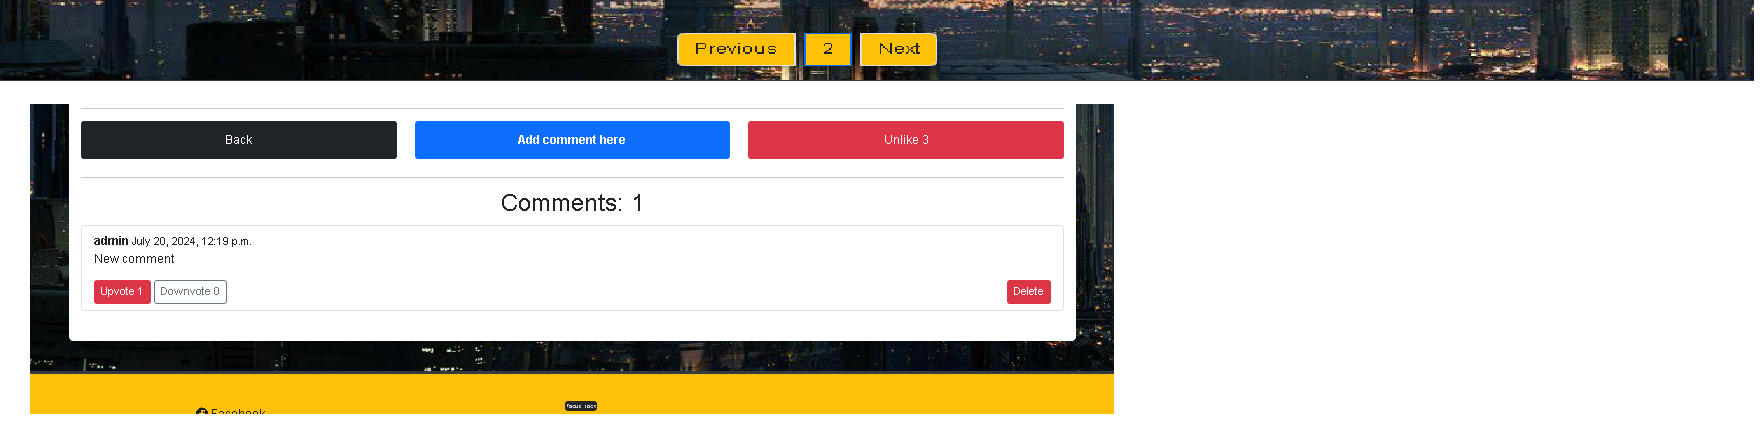 Previous 2 Next
Back Add comment here Unlike 3
Comments: 1
admin July 20, 2024, 12:19 p.m.
New comment
Upvote 1 Downvote 0 Delete
Facebook